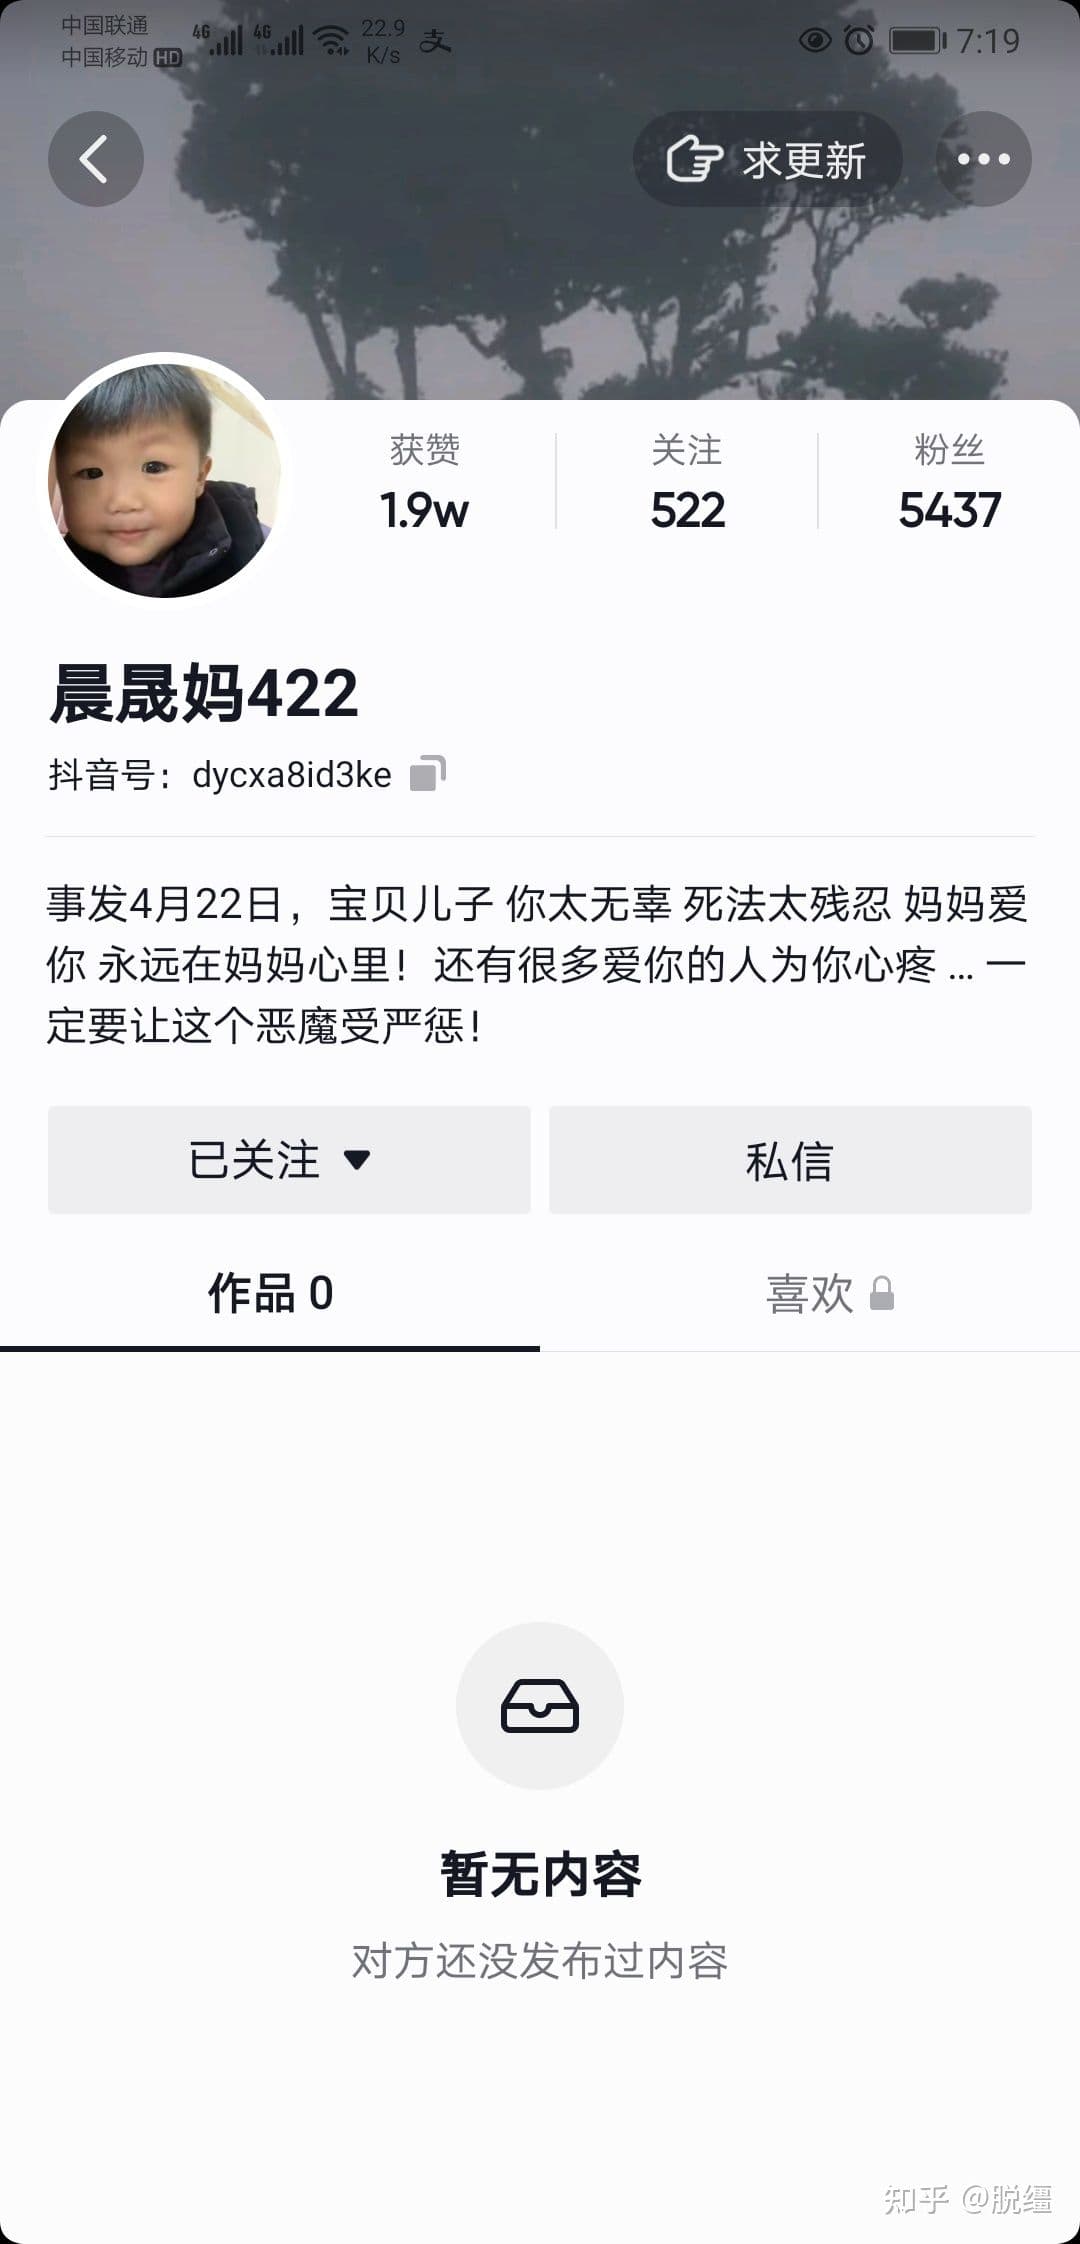 中国联通
中国移动 HD
4G 4G 22.9 K/s 支 7:19
求更新
获赞 关注 粉丝
1.9w 522 5437
晨晟妈422
抖音号：dycxa8id3ke
事发4月22日，宝贝儿子 你太无辜 死法太残忍 妈妈爱
你 永远在妈妈心里！还有很多爱你的人为你心疼 ... 一
定要让这个恶魔受严惩！
已关注 私信
作品 0 喜欢
暂无内容
对方还没发布过内容
知乎 @脱缰